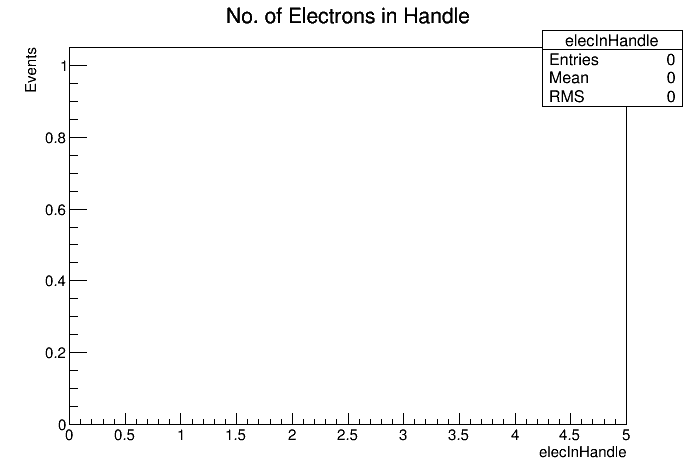 No. of Electrons in Handle
elecInHandle
Entries 0
Mean 0
RMS 0
Events
1
0.8
0.6
0.4
0.2
0
0 0.5 1 1.5 2 2.5 3 3.5 4 4.5 5
elecInHandle